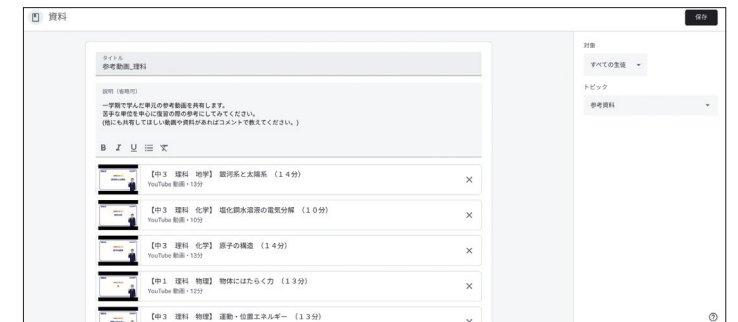 資料
保存
タイトル
参考動画_理科
説明（省略可）
一学期で学んだ単元の参考動画を共有します。
苦手な単位を中心に復習の際の参考にしてみてください。
(他にも共有してほしい動画や資料があればコメントで教えてください。)
B I U
【中３　理科　地学】 銀河系と太陽系 （１４分）
YouTube 動画・13分
【中３　理科　化学】 塩化銅水溶液の電気分解 （１０分）
YouTube 動画・10分
【中３　理科　化学】 原子の構造 （１４分）
YouTube 動画・13分
【中１　理科　物理】 物体にはたらく力 （１３分）
YouTube 動画・12分
【中３　理科　物理】 運動・位置エネルギー （１３分）
対象
すべての生徒
トピック
参考資料